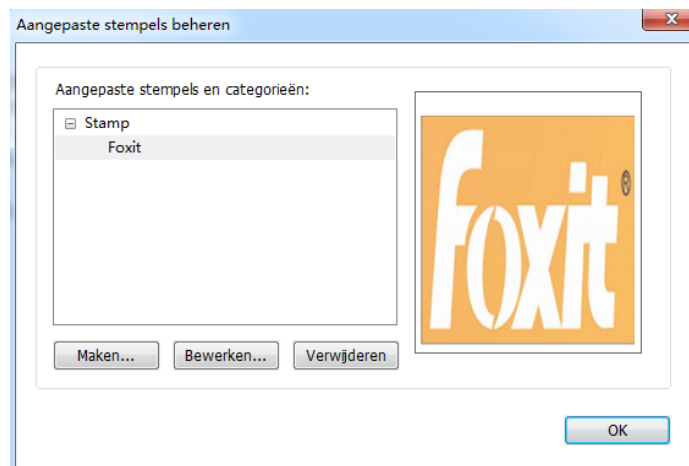 Aangepaste stempels beheren
Aangepaste stempels en categorieën:
Stamp
Foxit
foxit®
Maken...
Bewerken...
Verwijderen
OK